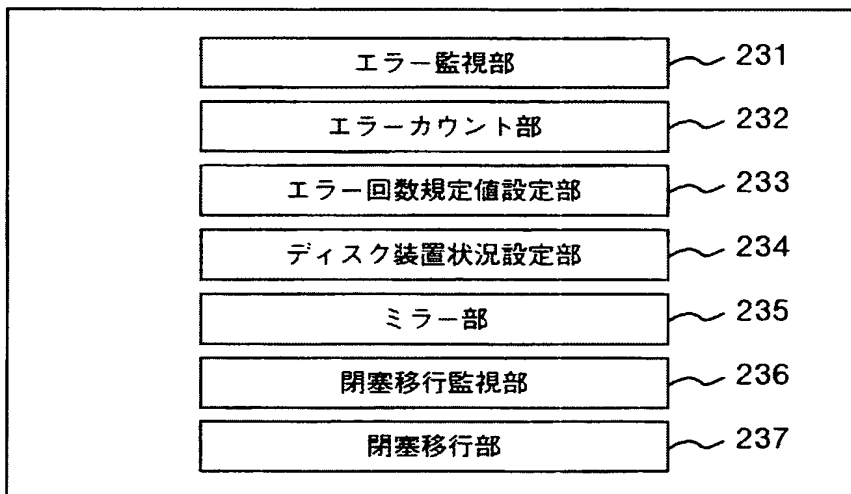 エラー監視部 231
エラーカウント部 232
エラー回数規定値設定部 233
ディスク装置状況設定部 234
ミラー部 235
閉塞移行監視部 236
閉塞移行部 237